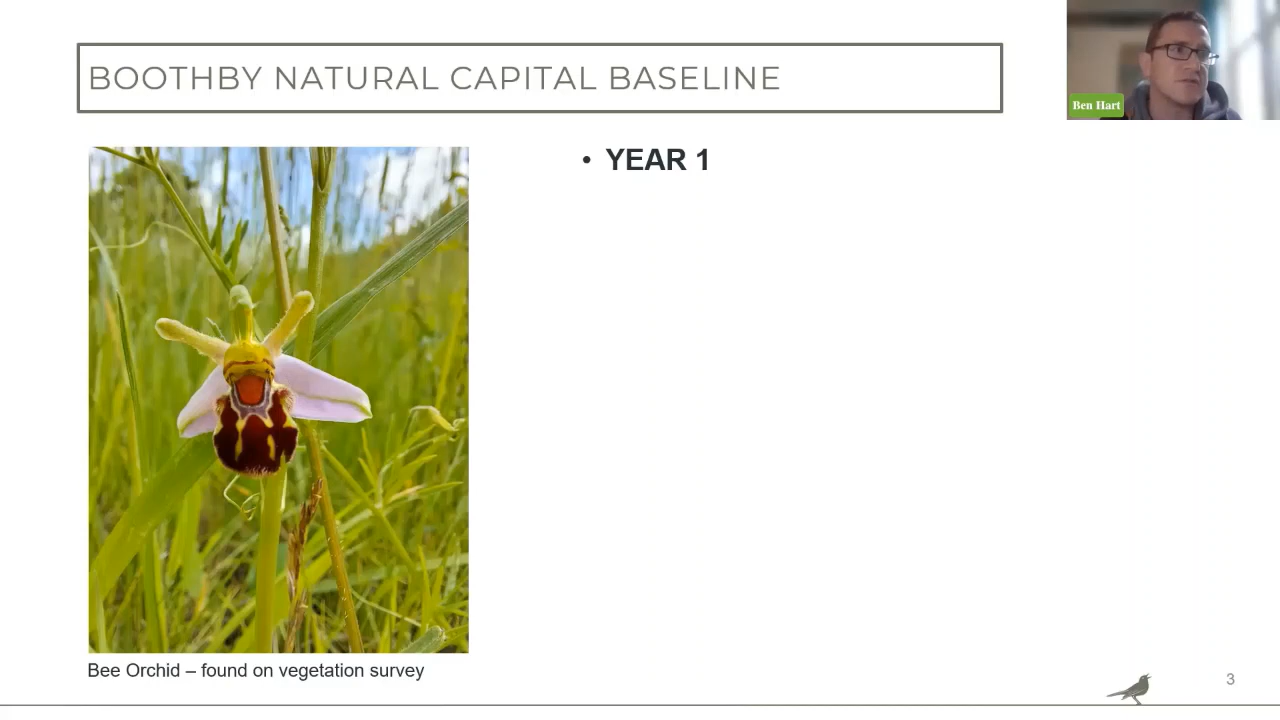 BOOTHBY NATURAL CAPITAL BASELINE
Ben Hart
• YEAR 1
Bee Orchid – found on vegetation survey
3